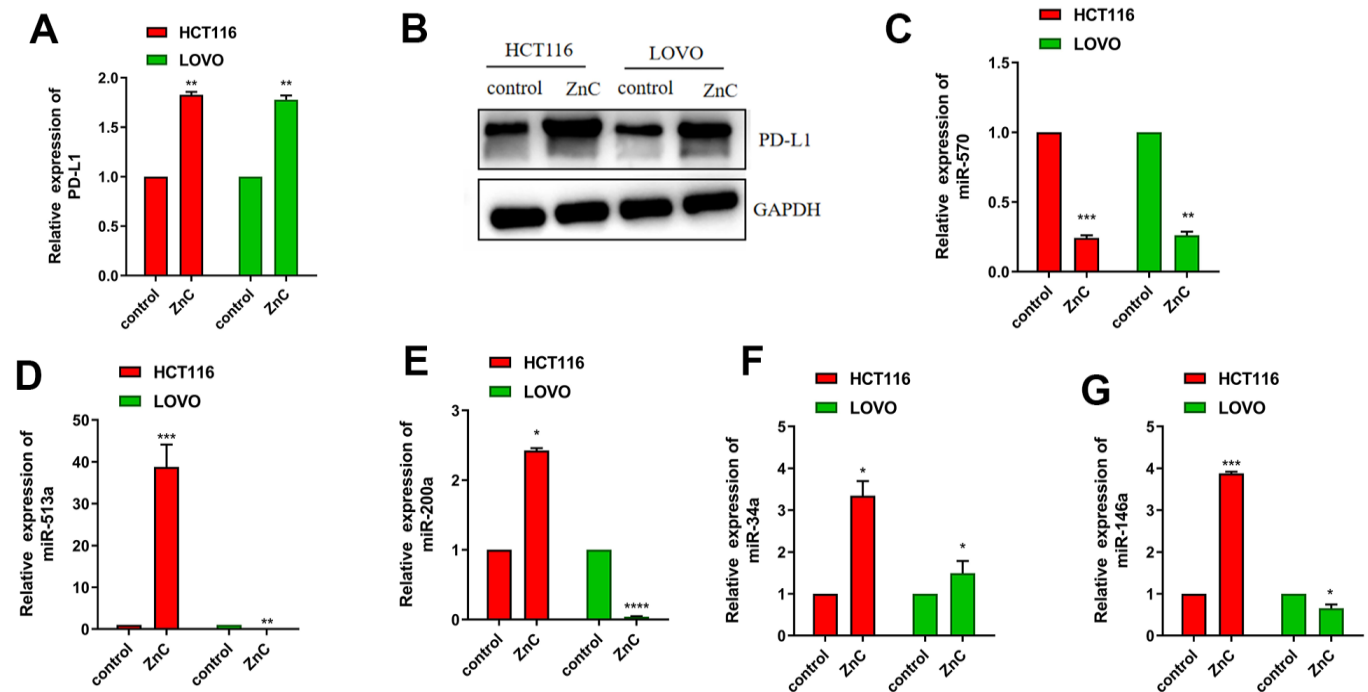 A
HCT116
LOVO
Relative expression of
PD-L1
2.0
1.5
1.0
0.5
0.0
**
**
control
ZnC
control
ZnC
B
HCT116
LOVO
control
ZnC
control
ZnC
PD-L1
GAPDH
C
HCT116
LOVO
Relative expression of
miR-570
1.5
1.0
0.5
0.0
***
**
control
ZnC
control
ZnC
D
HCT116
LOVO
Relative expression of
miR-513a
50
40
30
20
10
0
***
**
control
ZnC
control
ZnC
E
HCT116
LOVO
Relative expression of
miR-200a
3
2
1
0
*
****
control
ZnC
control
ZnC
F
HCT116
LOVO
Relative expression of
miR-34a
5
4
3
2
1
0
*
*
control
ZnC
control
ZnC
G
HCT116
LOVO
Relative expression of
miR-146a
5
4
3
2
1
0
***
*
control
ZnC
control
ZnC